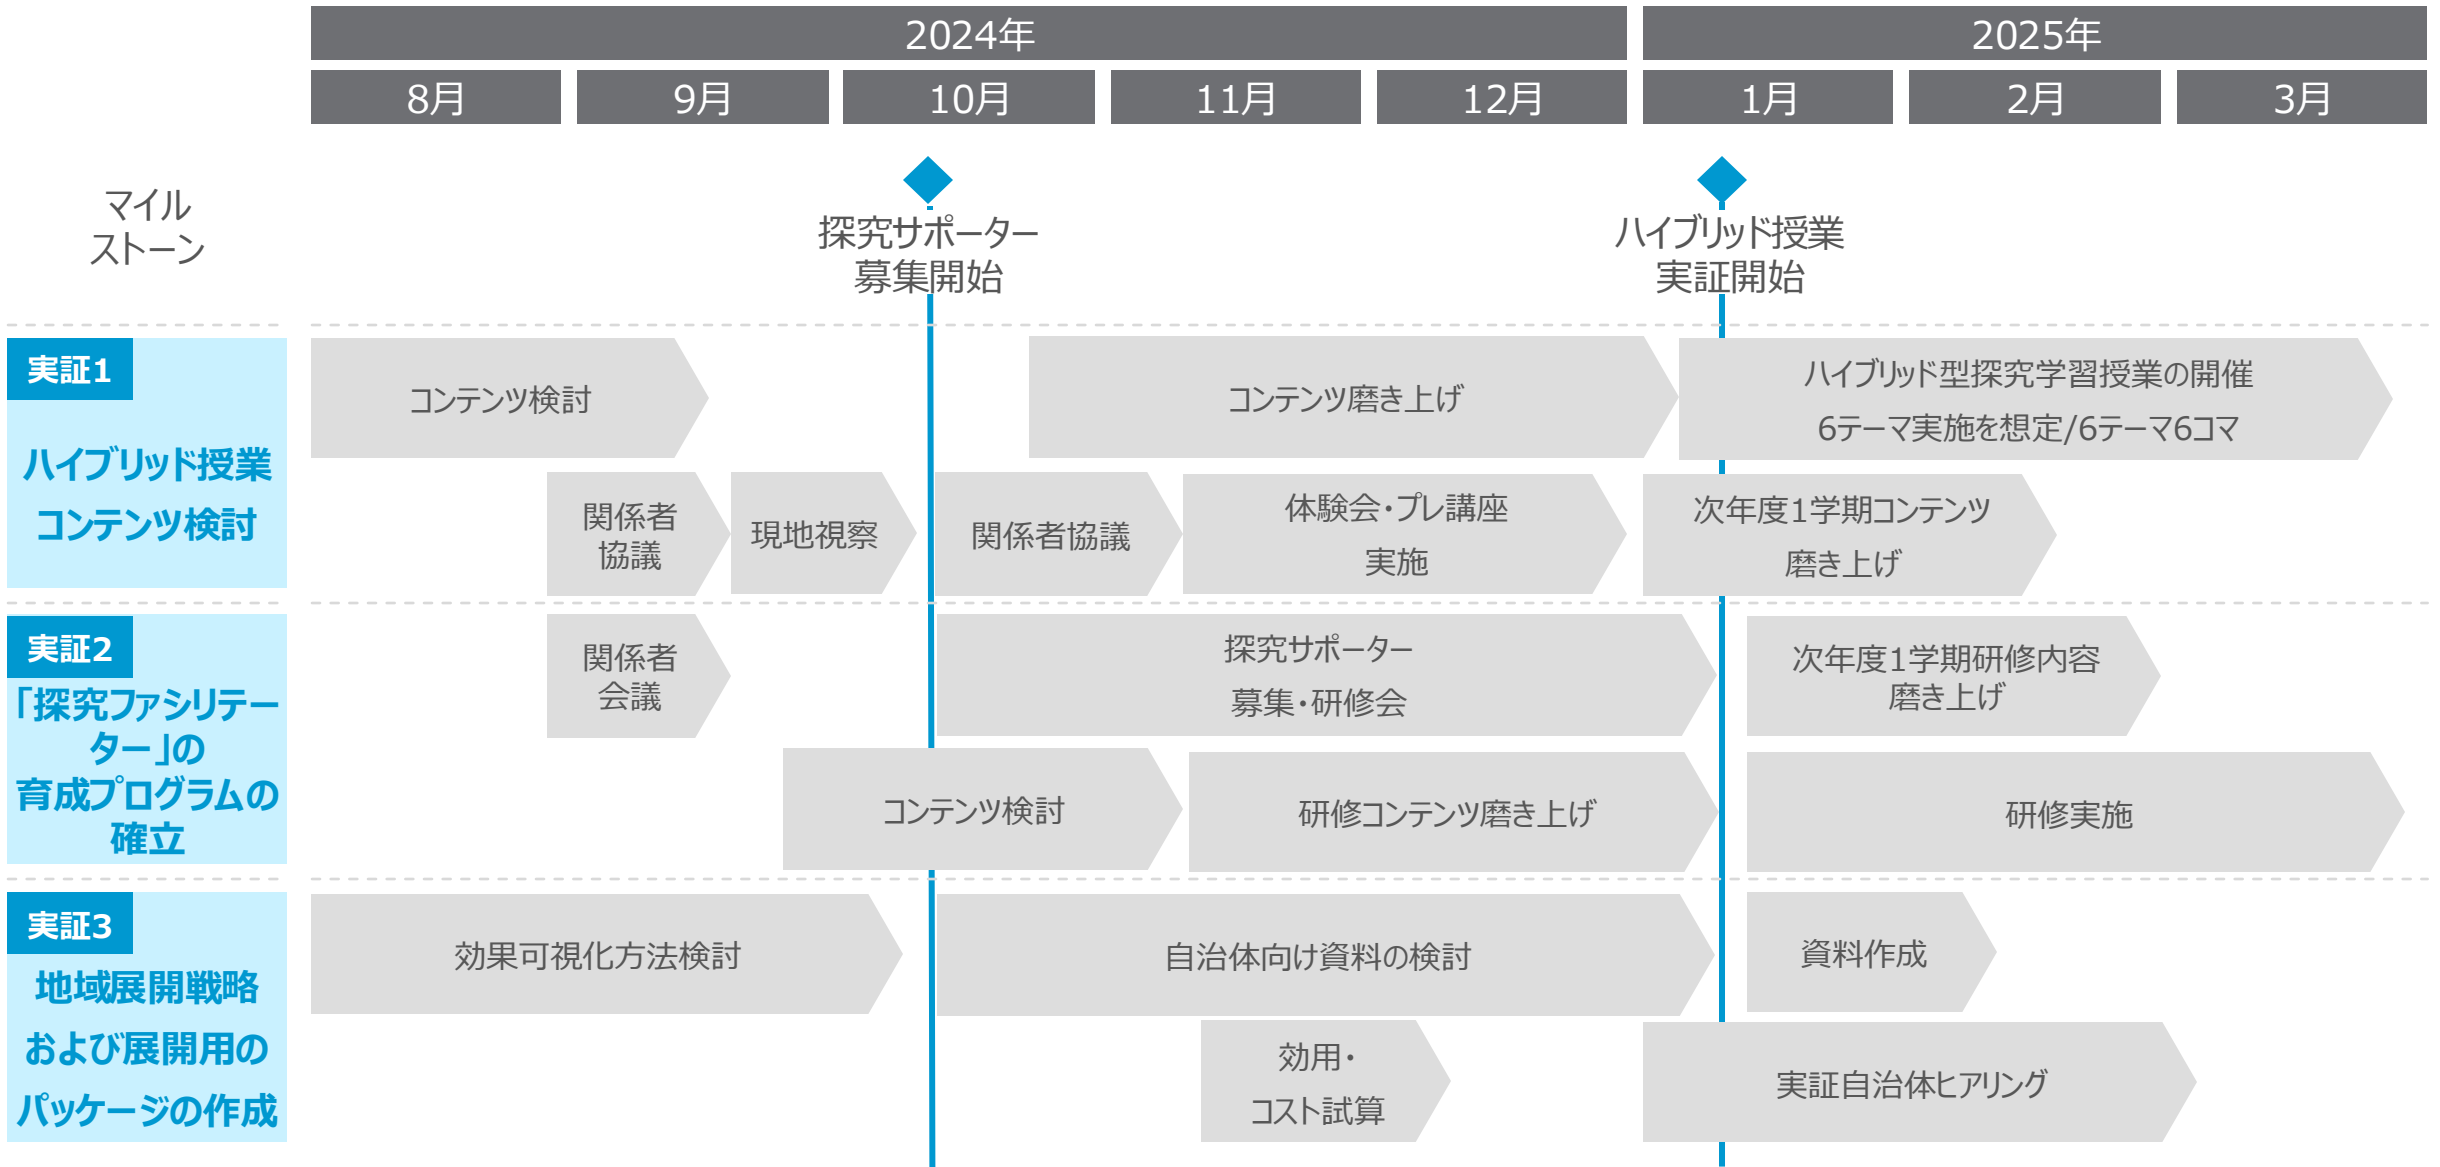 2024年
2025年
8月
9月
10月
11月
12月
1月
2月
3月
マイル
ストーン
探究サポーター
募集開始
ハイブリッド授業
実証開始
実証1
ハイブリッド授業
コンテンツ検討
コンテンツ検討
コンテンツ磨き上げ
ハイブリッド型探究学習授業の開催
6テーマ実施を想定/6テーマ6コマ
関係者
協議
現地視察
関係者協議
体験会・プレ講座
実施
次年度1学期コンテンツ
磨き上げ
実証2
「探究ファシリテー
ター」の
育成プログラムの
確立
関係者
会議
探究サポーター
募集・研修会
次年度1学期研修内容
磨き上げ
コンテンツ検討
研修コンテンツ磨き上げ
研修実施
実証3
地域展開戦略
および展開用の
パッケージの作成
効果可視化方法検討
自治体向け資料の検討
資料作成
効用・
コスト試算
実証自治体ヒアリング